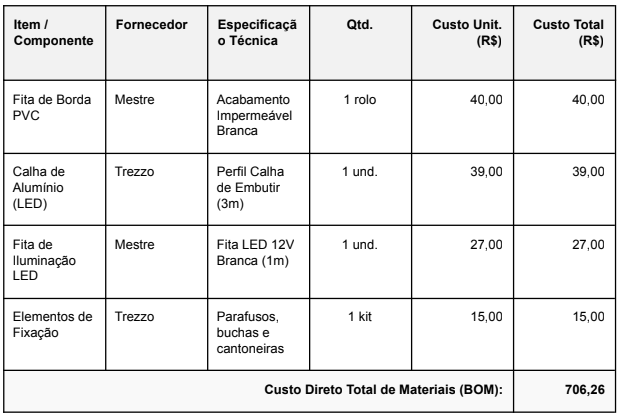 Item / Componente | Fornecedor | Especificação Técnica | Qtd. | Custo Unit. (R$) | Custo Total (R$)
Fita de Borda PVC | Mestre | Acabamento Impermeável Branca | 1 rolo | 40,00 | 40,00
Calha de Alumínio (LED) | Trezzo | Perfil Calha de Embutir (3m) | 1 und. | 39,00 | 39,00
Fita de Iluminação LED | Mestre | Fita LED 12V Branca (1m) | 1 und. | 27,00 | 27,00
Elementos de Fixação | Trezzo | Parafusos, buchas e cantoneiras | 1 kit | 15,00 | 15,00
Custo Direto Total de Materiais (BOM): | 706,26